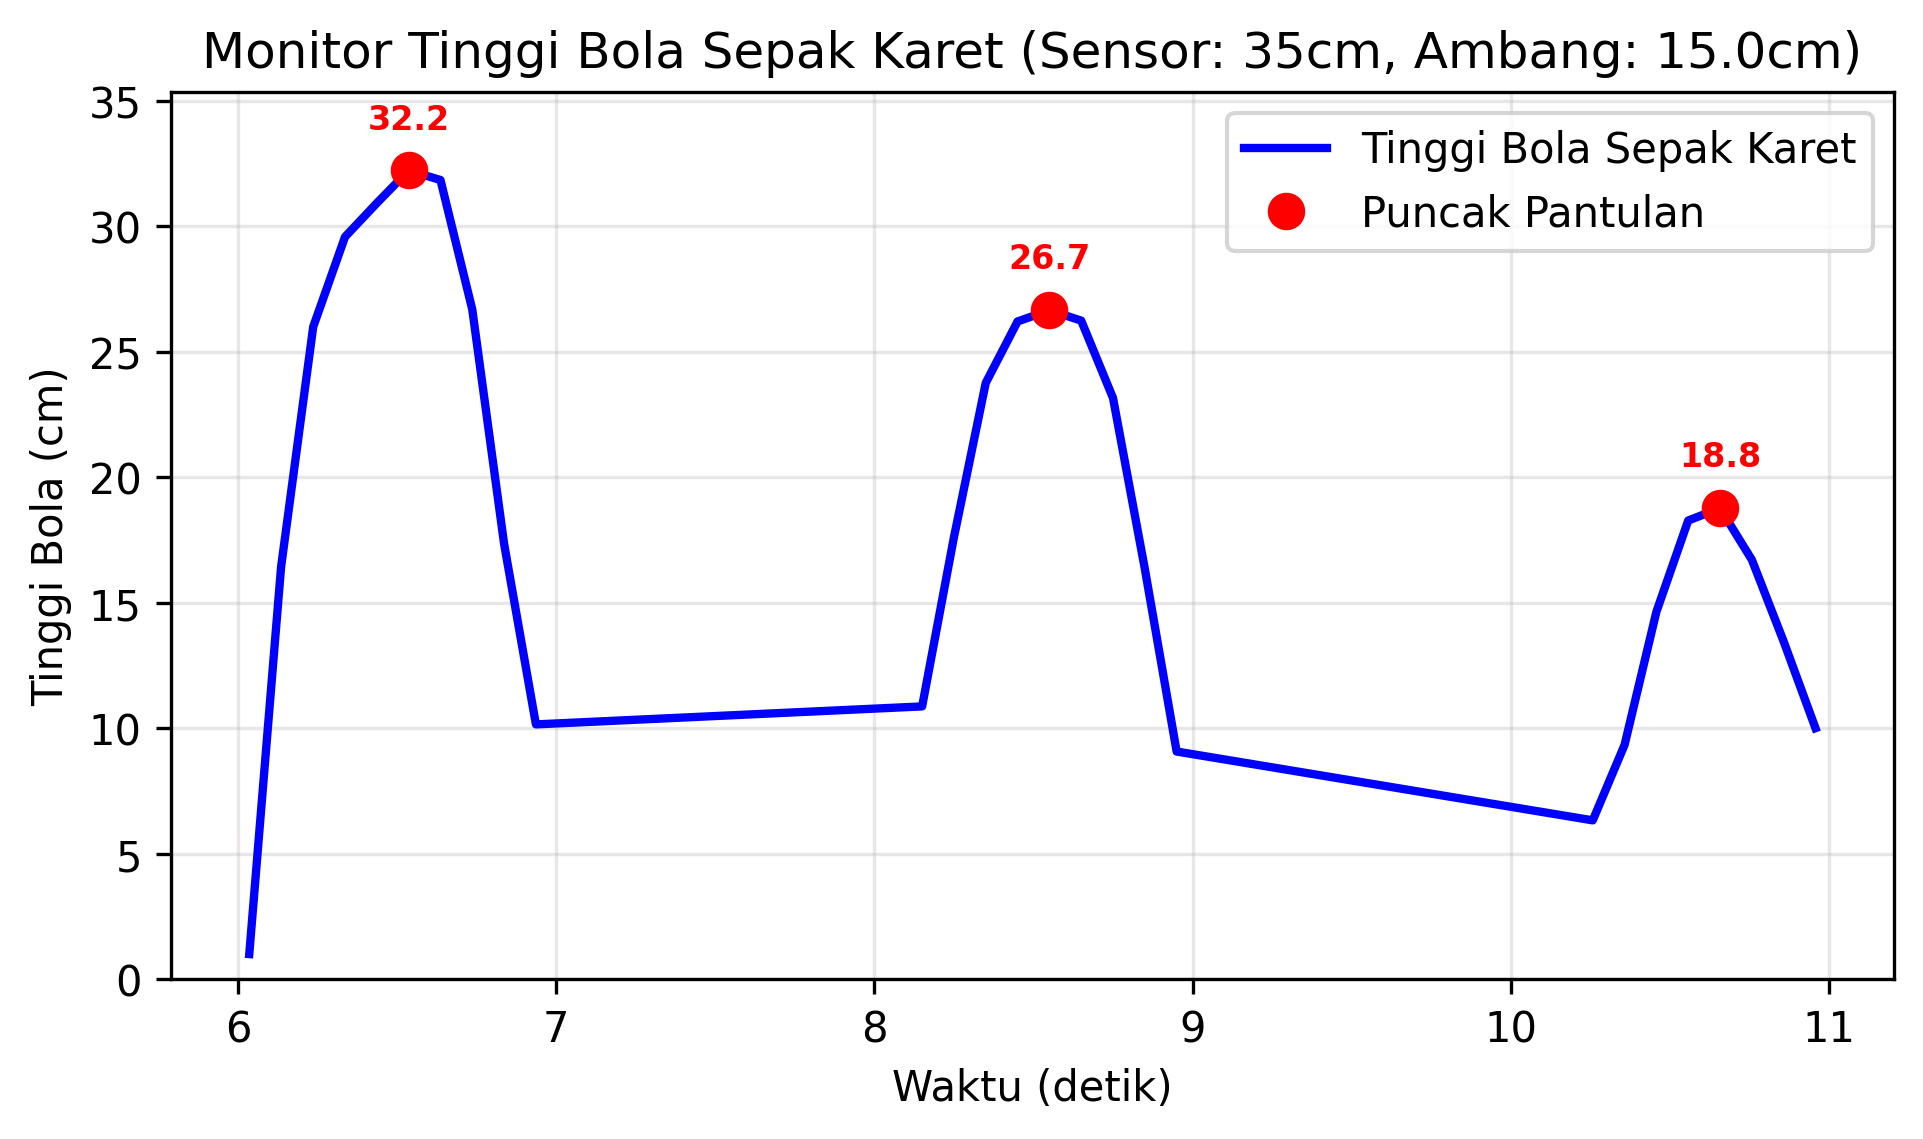 Monitor Tinggi Bola Sepak Karet (Sensor: 35cm, Ambang: 15.0cm)
Tinggi Bola Sepak Karet
Puncak Pantulan
32.2
26.7
18.8
Tinggi Bola (cm)
35
30
25
20
15
10
5
0
6 7 8 9 10 11
Waktu (detik)